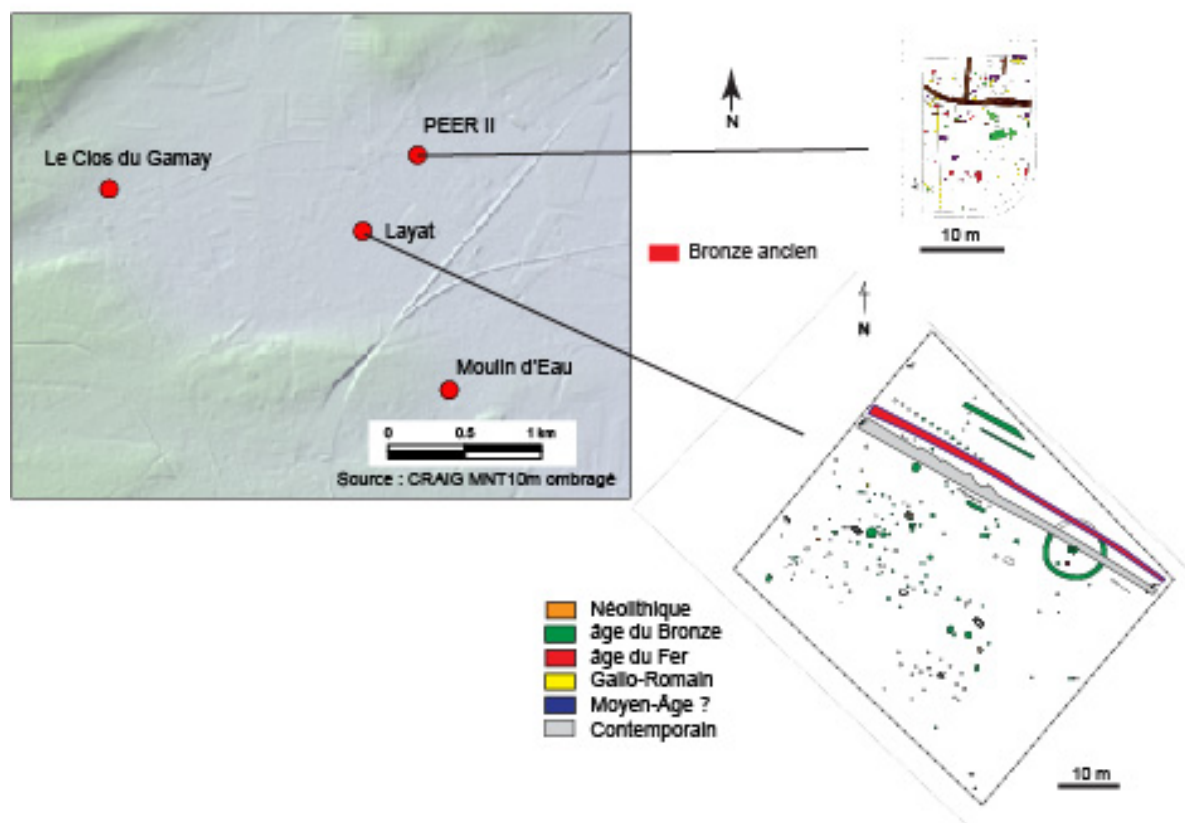 PEER II
Le Clos du Gamay
Layat
Moulin d'Eau
0 0.5 1 km
Source : CRAIG MNT10m ombragé
N
10 m
Bronze ancien
N
Néolithique
âge du Bronze
âge du Fer
Gallo-Romain
Moyen-Âge ?
Contemporain
10 m